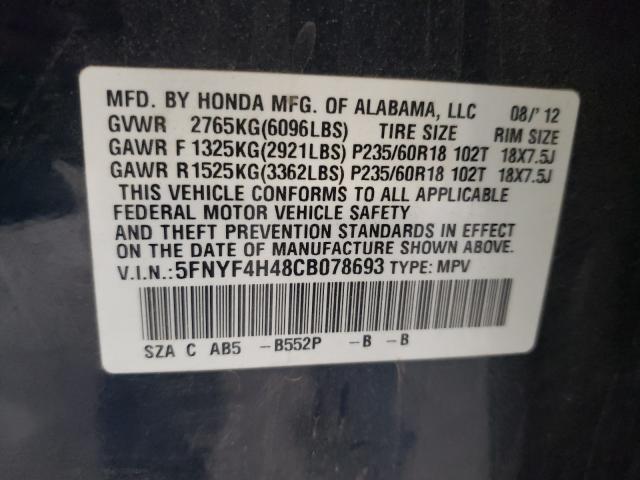 MFD. BY HONDA MFG. OF ALABAMA, LLC 08/'12
GVWR 2765KG(6096LBS) TIRE SIZE RIM SIZE
GAWR F 1325KG(2921LBS) P235/60R18 102T 18X7.5J
GAWR R 1525KG(3362LBS) P235/60R18 102T 18X7.5J
THIS VEHICLE CONFORMS TO ALL APPLICABLE
FEDERAL MOTOR VEHICLE SAFETY
AND THEFT PREVENTION STANDARDS IN EFFECT
ON THE DATE OF MANUFACTURE SHOWN ABOVE.
V.I.N.:5FNYF4H48CB078693 TYPE: MPV
SZA C AB5 -B552P -B -B